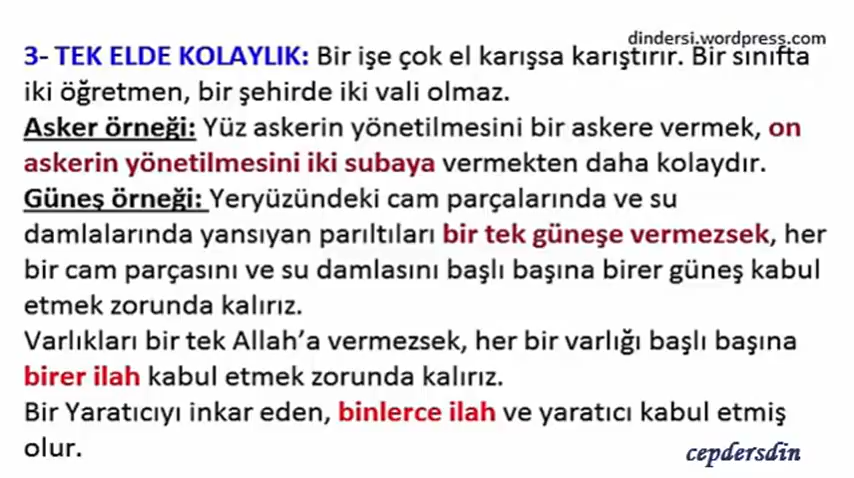 dindersi.wordpress.com
3- TEK ELDE KOLAYLIK: Bir işe çok el karışsa karıştırır. Bir sınıfta
iki öğretmen, bir şehirde iki vali olmaz.
Asker örneği: Yüz askerin yönetilmesini bir askere vermek, on
askerin yönetilmesini iki subaya vermekten daha kolaydır.
Güneş örneği: Yeryüzündeki cam parçalarında ve su
damlalarında yansıyan parıltıları bir tek güneşe vermezsek, her
bir cam parçasını ve su damlasını başlı başına birer güneş kabul
etmek zorunda kalırız.
Varlıkları bir tek Allah’a vermezsek, her bir varlığı başlı başına
birer ilah kabul etmek zorunda kalırız.
Bir Yaratıcıyı inkar eden, binlerce ilah ve yaratıcı kabul etmiş
olur.
cepdersdin